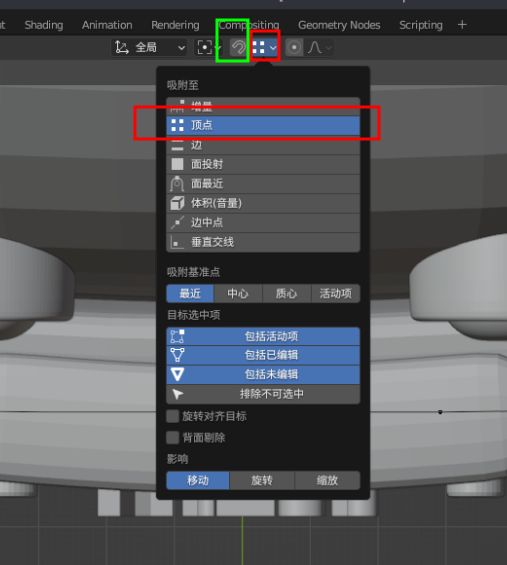 Shading Animation Rendering Compositing Geometry Nodes Scripting +
全局
吸附至
增量
顶点
边
面投射
面最近
体积(音量)
边中点
垂直交线
吸附基准点
最近 中心 质心 活动项
目标选中项
包括活动项
包括已编辑
包括未编辑
排除不可选中
旋转对齐目标
背面剔除
影响
移动 旋转 缩放